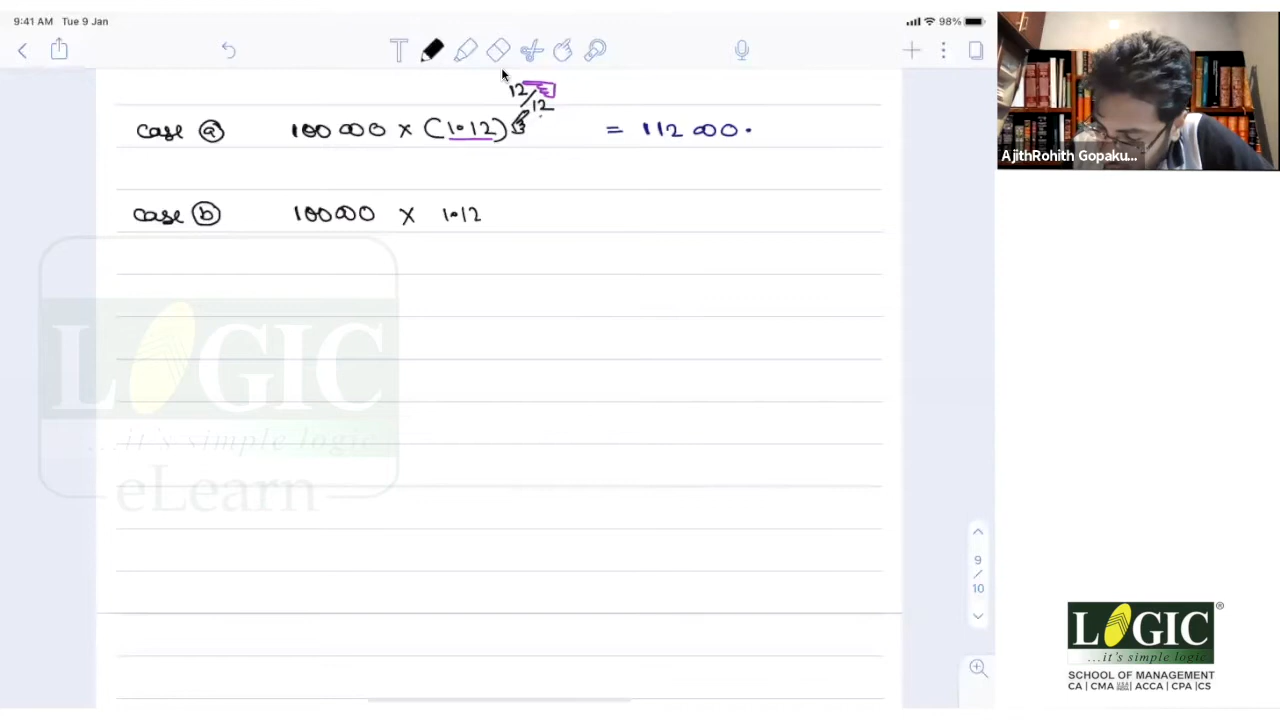 9:41 AM Tue 9 Jan
98%
T
12/12
case ⓐ 100 000 × (1.12) = 112 000.
case ⓑ 100000 × 1.12
AjithRohith Gopaku...
LOGIC
...it's simple logic
eLearn
9
/
10
LOGIC®
...it's simple logic
SCHOOL OF MANAGEMENT
CA | CMA | ACCA | CPA | CS